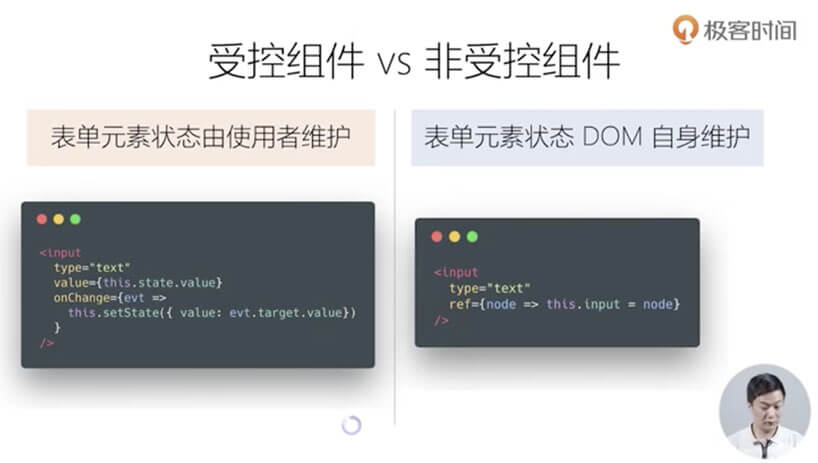 极客时间
受控组件 vs 非受控组件
表单元素状态由使用者维护
表单元素状态 DOM 自身维护
<input
type="text"
value={this.state.value}
onChange={evt =>
this.setState({ value: evt.target.value})
}
/>
<input
type="text"
ref={node => this.input = node}
/>